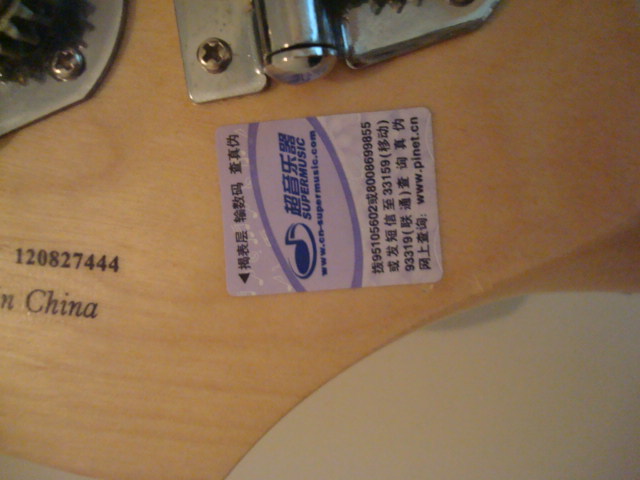 120827444
n China
◀揭表层 输数码 查真伪
超音乐器
SUPERMUSIC
www.cn-supermusic.com
拨95105602或8008699855
或发短信至33159(移动)
93319(联通)查询真伪
网上查询: www.pinet.cn